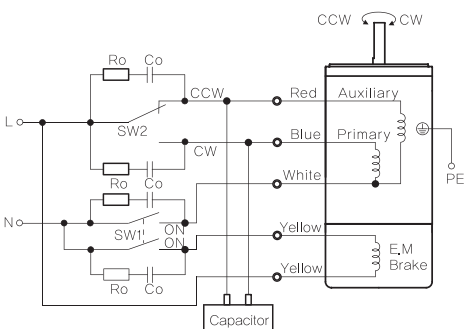 CCW CW
Ro Co
CCW
Red Auxiliary
L
SW2
Blue Primary
CW
PE
Ro Co
White
N
SW1
ON
ON
Yellow
E.M
Brake
Yellow
Ro Co
Capacitor